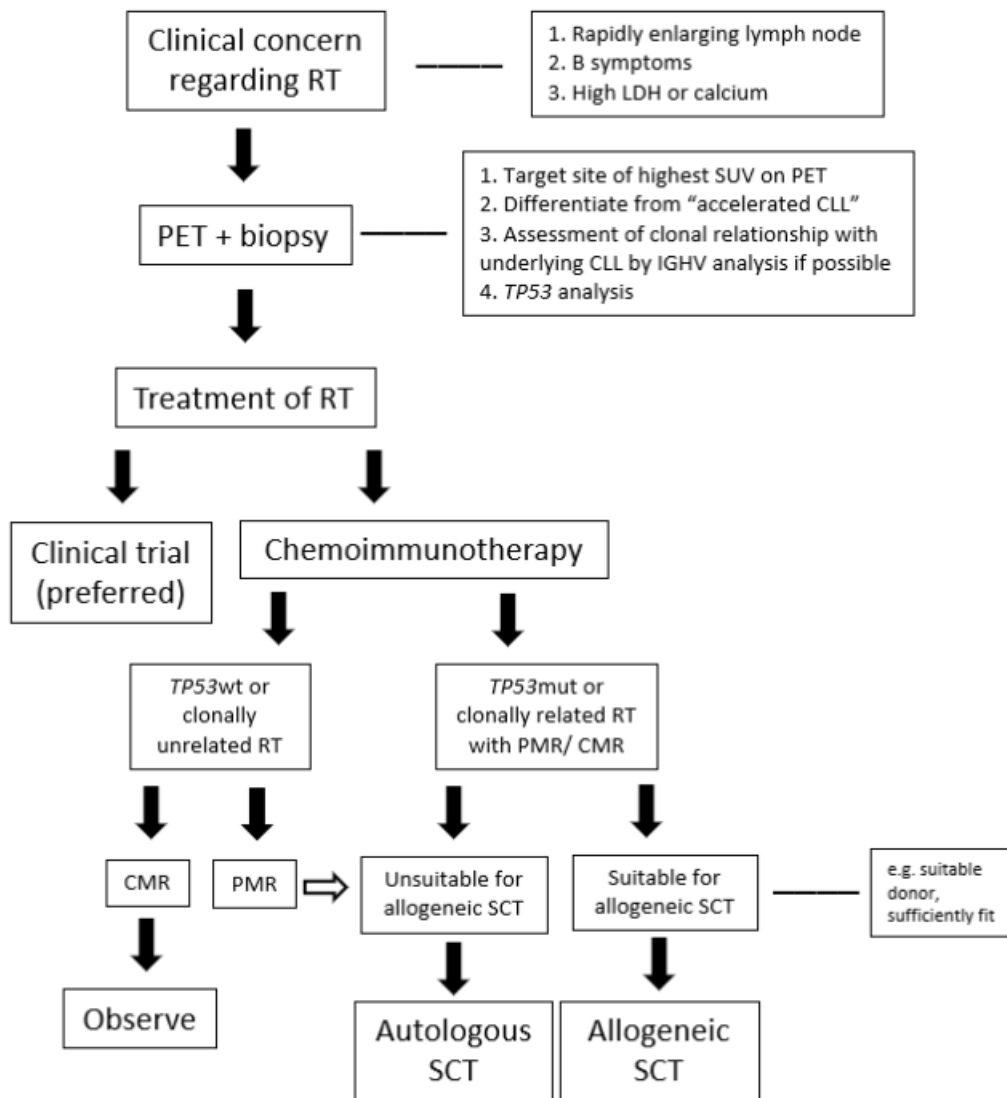 Clinical concern
regarding RT
1. Rapidly enlarging lymph node
2. B symptoms
3. High LDH or calcium
PET + biopsy
1. Target site of highest SUV on PET
2. Differentiate from “accelerated CLL”
3. Assessment of clonal relationship with
underlying CLL by IGHV analysis if possible
4. TP53 analysis
Treatment of RT
Clinical trial
(preferred)
Chemoimmunotherapy
TP53wt or
clonally
unrelated RT
TP53mut or
clonally related RT
with PMR/ CMR
CMR
PMR
Unsuitable for
allogeneic SCT
Suitable for
allogeneic SCT
e.g. suitable
donor,
sufficiently fit
Observe
Autologous
SCT
Allogeneic
SCT